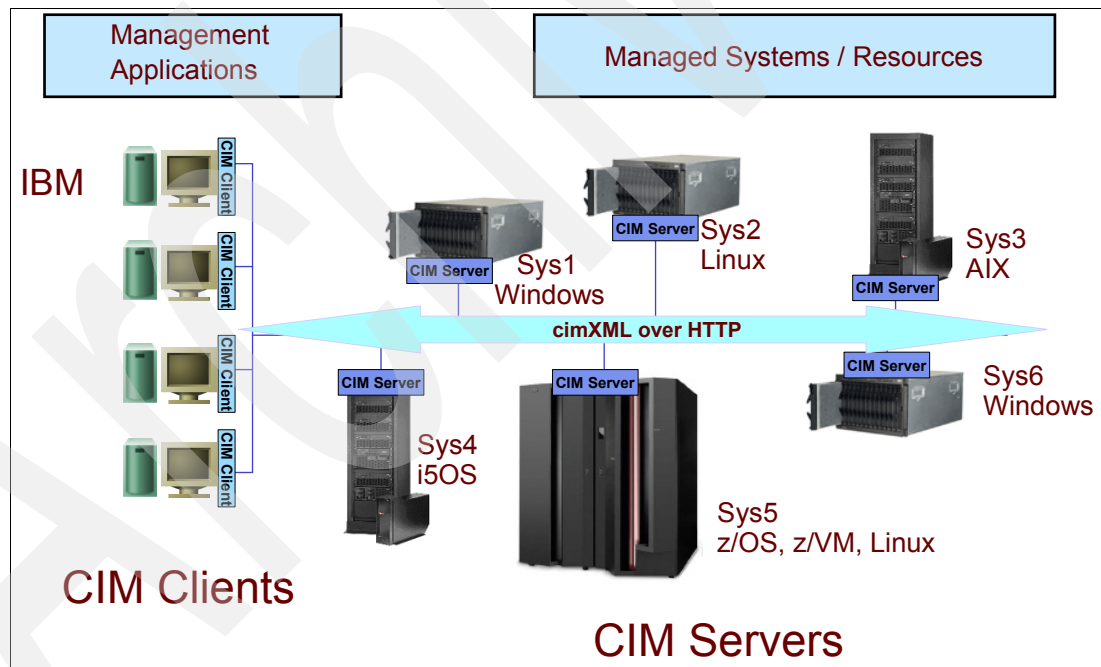 Management
Applications
Managed Systems / Resources
IBM
CIM Client
CIM Client
CIM Client
CIM Client
CIM Server
Sys1
Windows
CIM Server
Sys2
Linux
Sys3
AIX
CIM Server
cimXML over HTTP
CIM Server
Sys4
i5OS
CIM Server
Sys5
z/OS, z/VM, Linux
CIM Server
Sys6
Windows
CIM Clients
CIM Servers